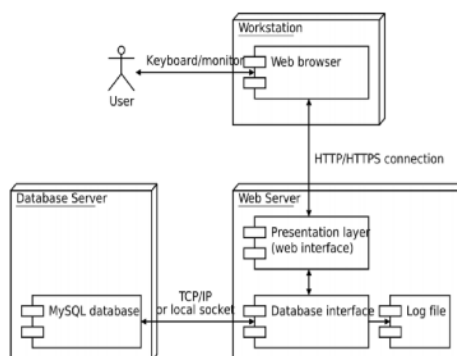 Workstation
Keyboard/monitor
Web browser
User
HTTP/HTTPS connection
Database Server
Web Server
Presentation layer
(web interface)
TCP/IP
or local socket
MySQL database
Database interface
Log file